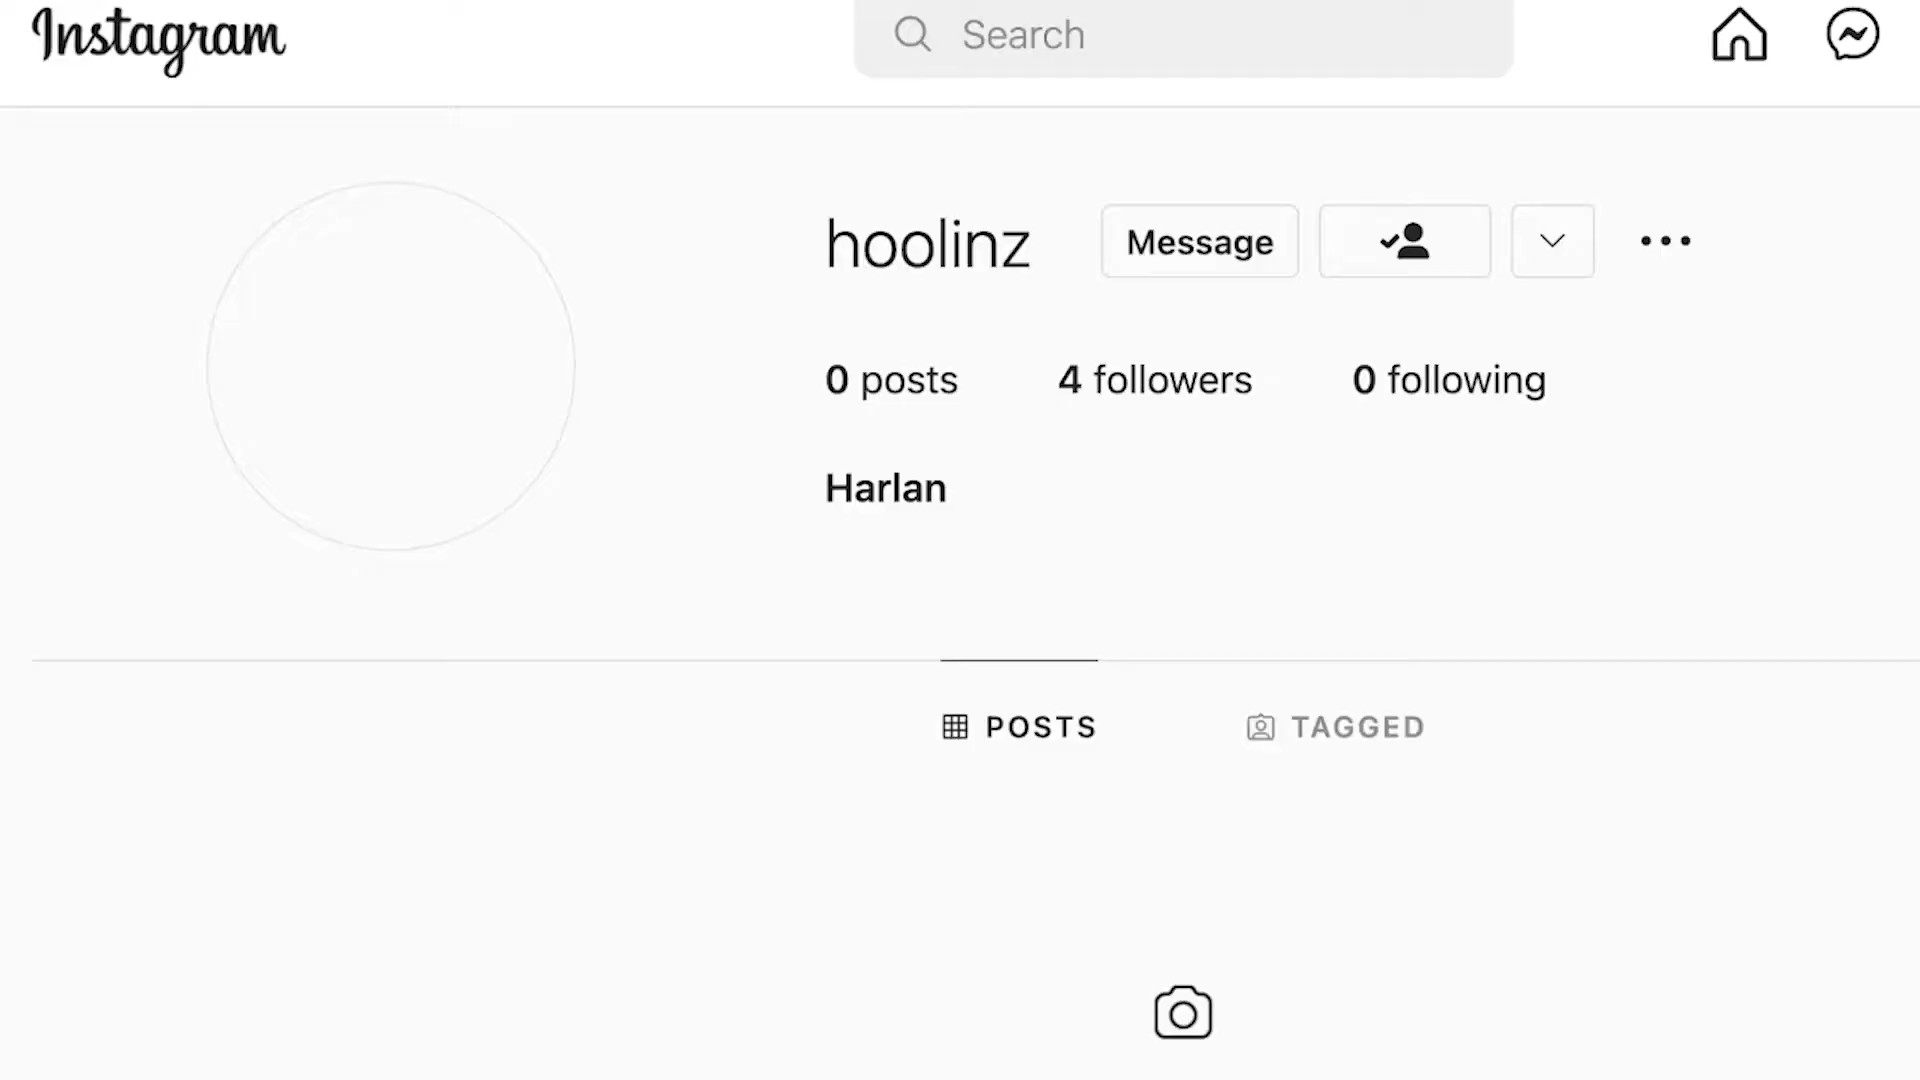 Instagram
Search
hoolinz
Message
0 posts
4 followers
0 following
Harlan
POSTS
TAGGED